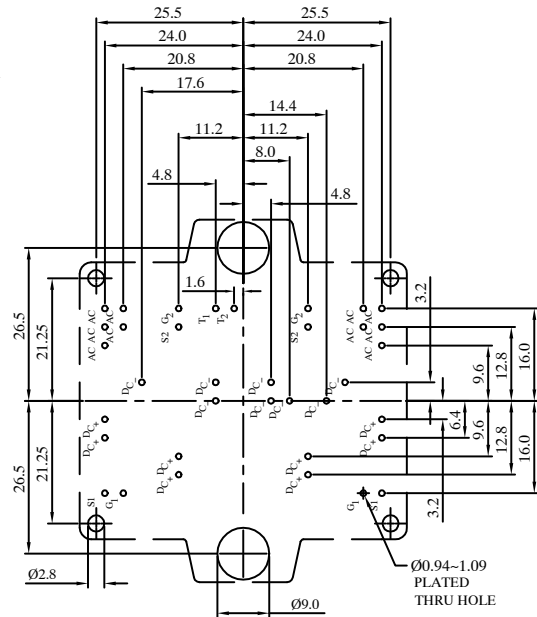 25.5 25.5
24.0 24.0
20.8 20.8
17.6 14.4
11.2 11.2
8.0
4.8 4.8
1.6
3.2
26.5
21.25
AC AC AC AC G2 T1 T2 G2 AC AC AC AC
AC S2 S2 AC
9.6
12.8
16.0
DC- DC- DC-
DC- DC- DC-
DC+ DC+
DC+ DC+
6.4
9.6
12.8
16.0
3.2
DC+ DC+
DC+ DC+
21.25
26.5
S1 G1 G1 S1
Ø2.8
Ø9.0
Ø0.94~1.09
PLATED
THRU HOLE